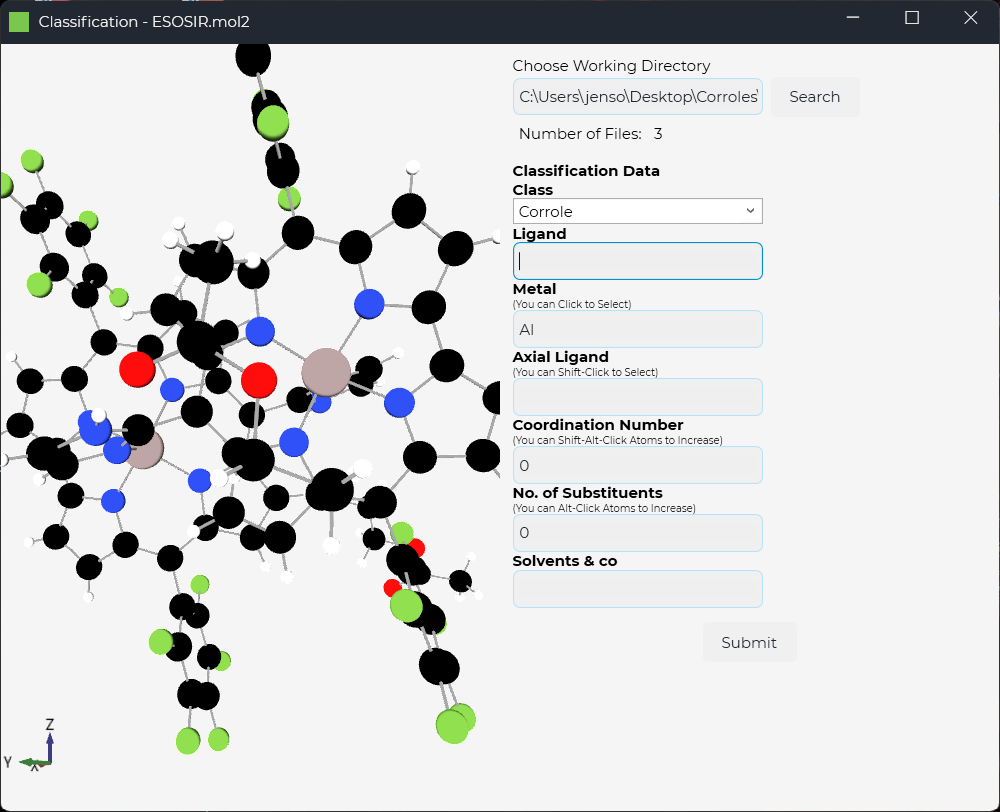 Classification - ESOSIR.mol2
Choose Working Directory
C:\Users\jenso\Desktop\Corroles\
Search
Number of Files: 3
Classification Data
Class
Corrole
Ligand
Metal
(You can Click to Select)
Al
Axial Ligand
(You can Shift-Click to Select)
Coordination Number
(You can Shift-Alt-Click Atoms to Increase)
0
No. of Substituents
(You can Alt-Click Atoms to Increase)
0
Solvents & co
Submit
Z
Y
X